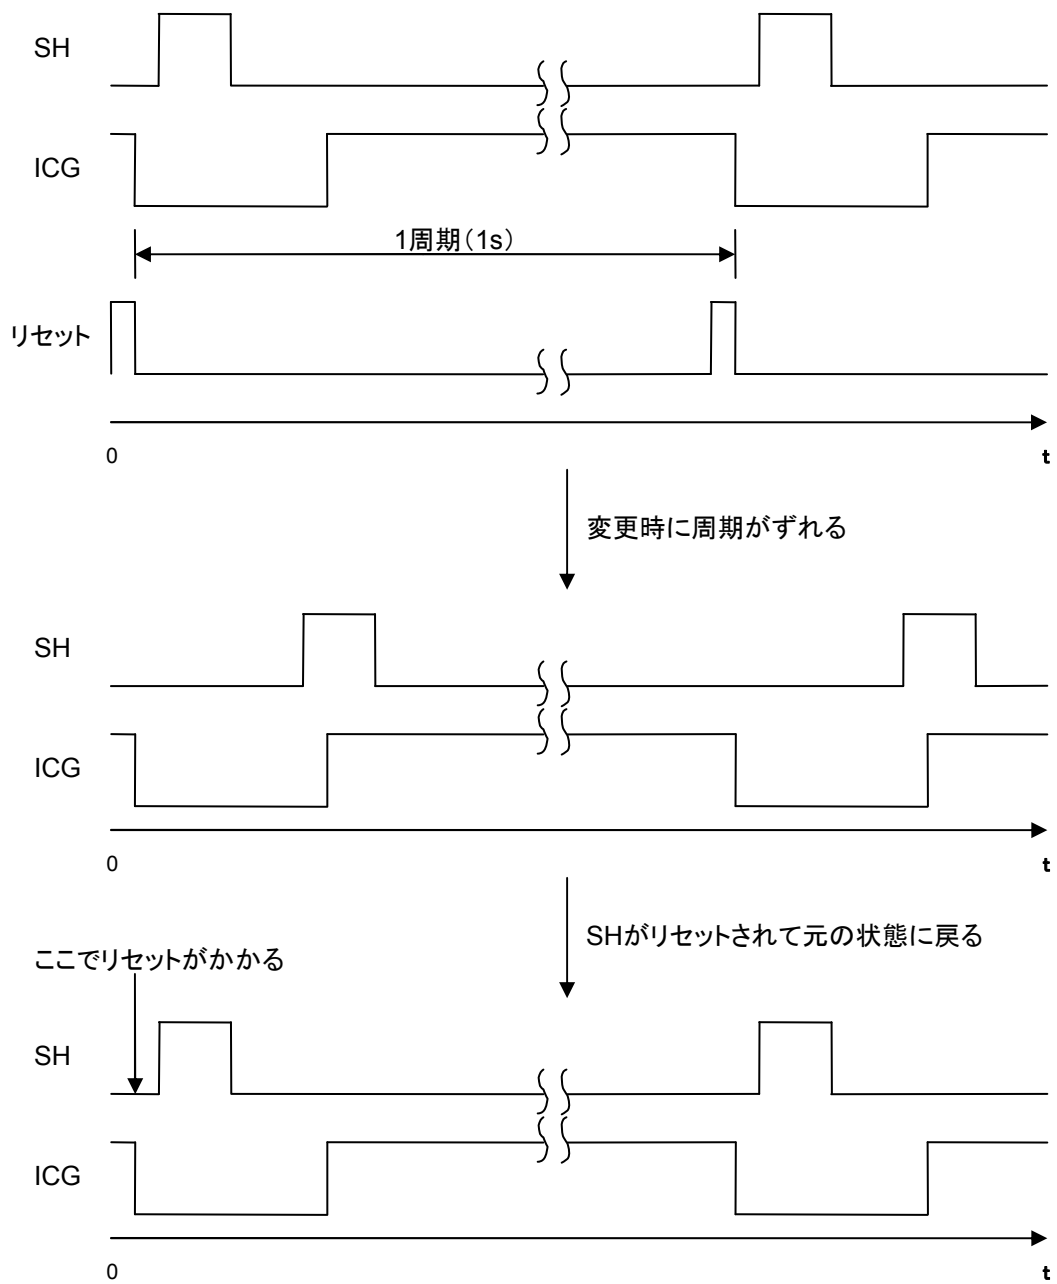 SH
ICG
1周期（1s）
リセット
0
t
変更時に周期がずれる
SH
ICG
0
t
SHがリセットされて元の状態に戻る
ここでリセットがかかる
SH
ICG
0
t